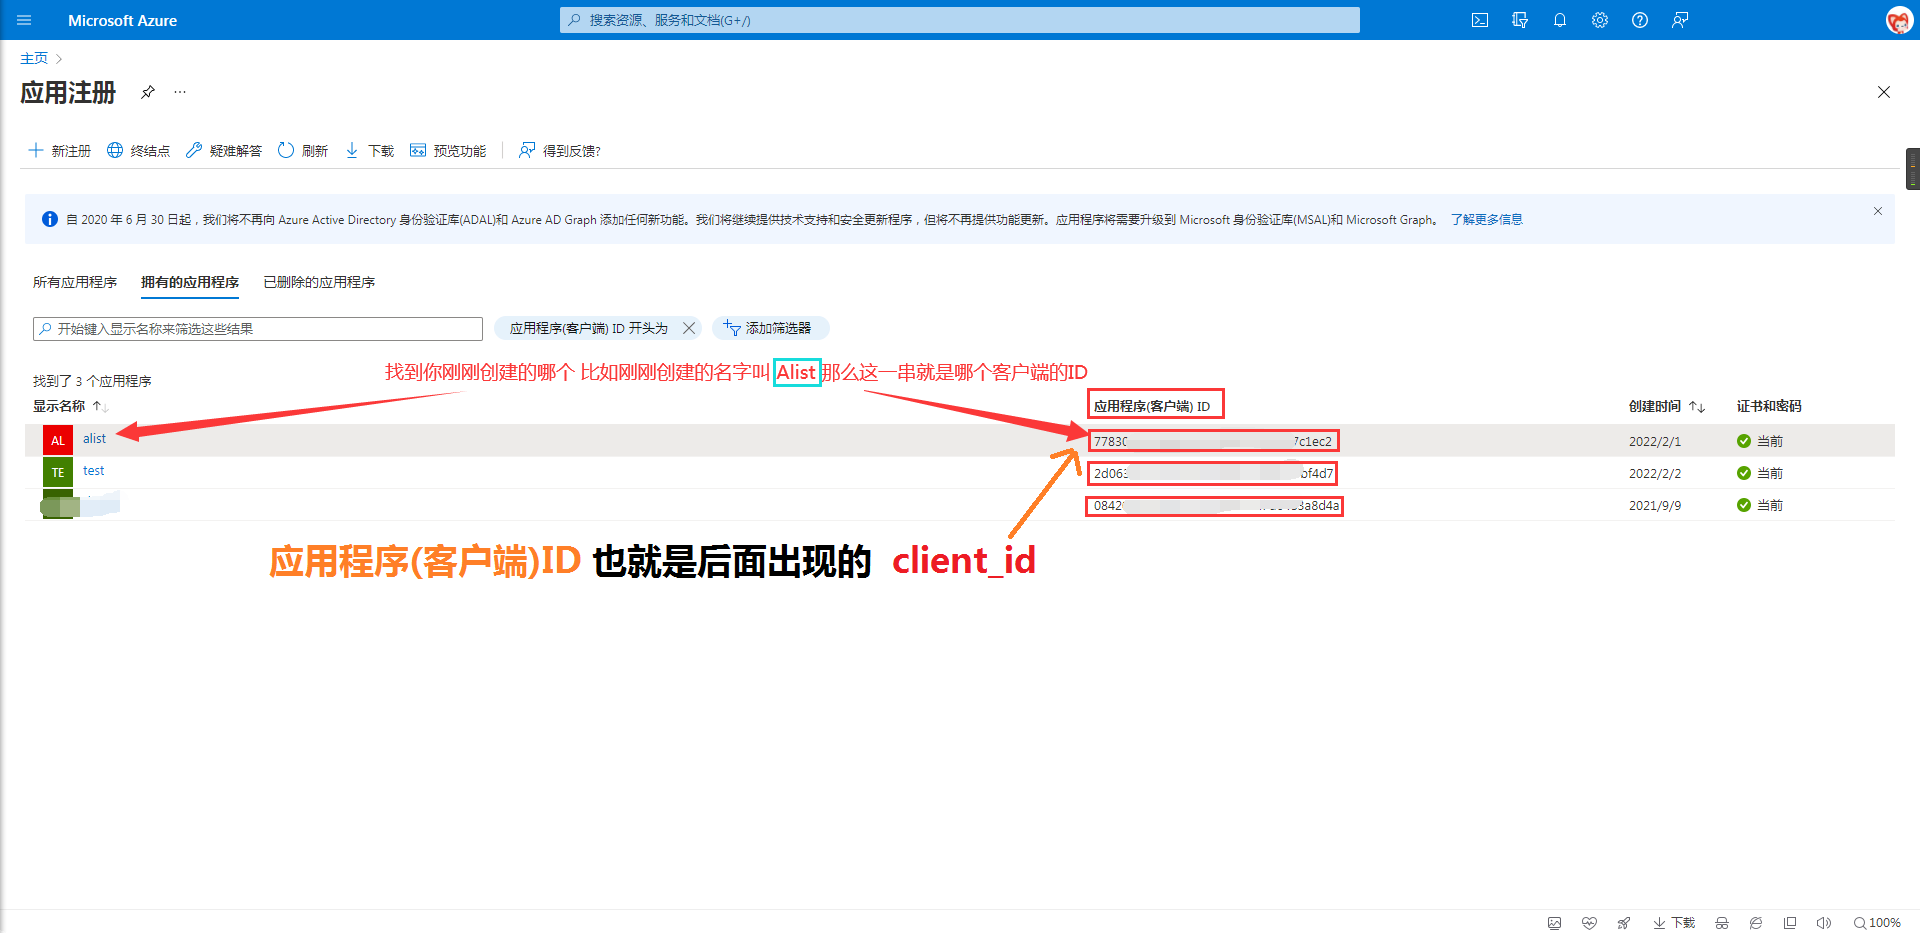 Microsoft Azure
搜索资源、服务和文档(G+/)
主页
应用注册
新注册 终结点 疑难解答 刷新 下载 预览功能 得到反馈?
自 2020 年 6 月 30 日起，我们将不再向 Azure Active Directory 身份验证库(ADAL)和 Azure AD Graph 添加任何新功能。我们将继续提供技术支持和安全更新程序，但将不再提供功能更新。应用程序将需要升级到 Microsoft 身份验证库(MSAL)和 Microsoft Graph。 了解更多信息
所有应用程序 拥有的应用程序 已删除的应用程序
开始键入显示名称来筛选这些结果 应用程序(客户端) ID 开头为 添加筛选器
找到你刚刚创建的哪个 比如刚刚创建的名字叫 Alist 那么这一串就是哪个客户端的ID
找到了 3 个应用程序
显示名称 应用程序(客户端) ID 创建时间 证书和密码
AL alist 77830 7c1ec2 2022/2/1 当前
TE test 2d063 bf4d7 2022/2/2 当前
0842 3a8d4a 2021/9/9 当前
应用程序(客户端)ID 也就是后面出现的 client_id
下载 100%